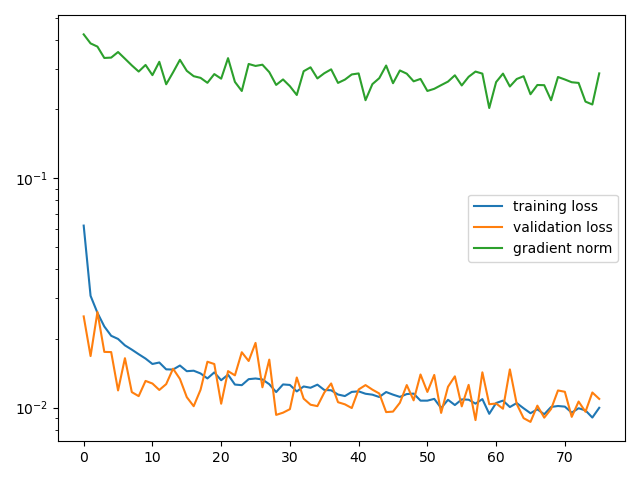 10⁻¹
10⁻²
training loss
validation loss
gradient norm
0 10 20 30 40 50 60 70